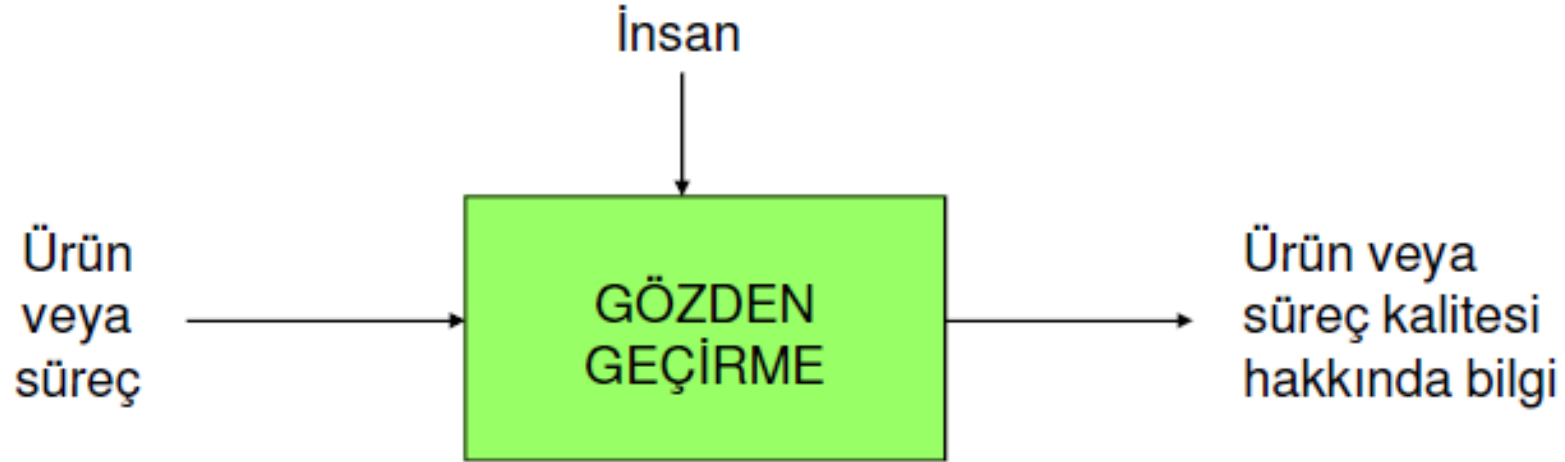 İnsan
Ürün
veya
süreç
GÖZDEN
GEÇİRME
Ürün veya
süreç kalitesi
hakkında bilgi